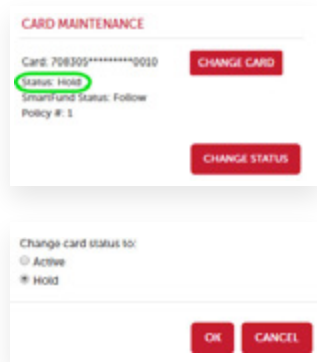 CARD MAINTENANCE
Card: 708305*********0010
CHANGE CARD
Status: Hold
SmartFund Status: Follow
Policy #: 1
CHANGE STATUS
Change card status to:
Active
Hold
OK
CANCEL